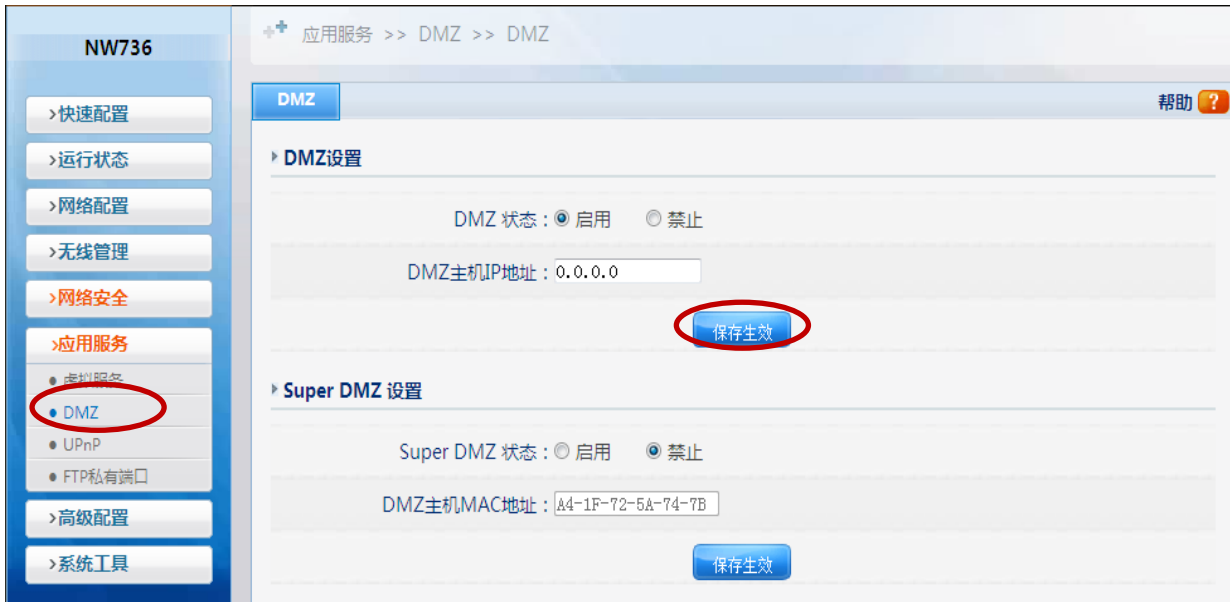 NW736
应用服务 >> DMZ >> DMZ
>快速配置
>运行状态
>网络配置
>无线管理
>网络安全
>应用服务
虚拟服务
DMZ
UPnP
FTP私有端口
>高级配置
>系统工具
DMZ
帮助 ?
DMZ设置
DMZ 状态：启用 禁止
DMZ主机IP地址：0.0.0.0
保存生效
Super DMZ 设置
Super DMZ 状态：启用 禁止
DMZ主机MAC地址：A4-1F-72-5A-74-7B
保存生效